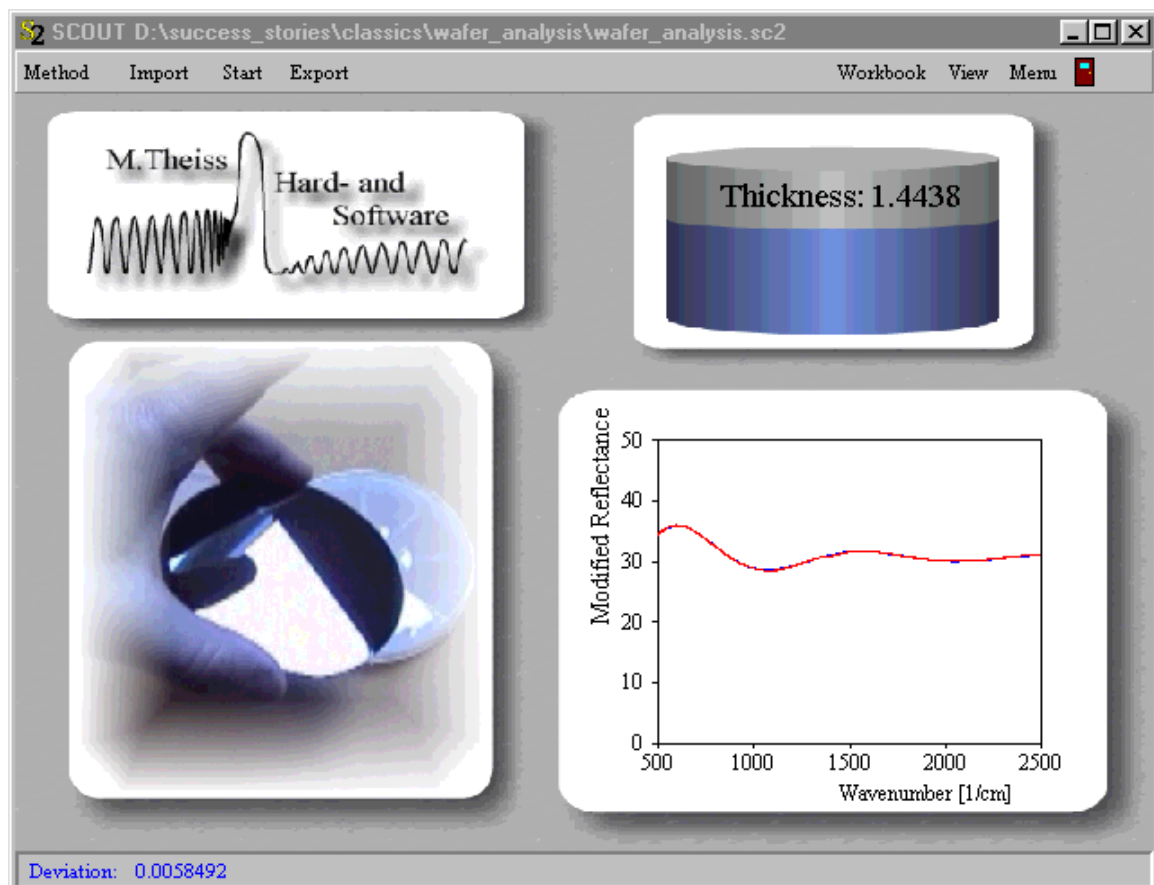 SCOUT D:\success_stories\classics\wafer_analysis\wafer_analysis.sc2
Method Import Start Export Workbook View Menu
M.Theiss
Hard- and
Software
Thickness: 1.4438
Modified Reflectance
50
40
30
20
10
0
500 1000 1500 2000 2500
Wavenumber [1/cm]
Deviation: 0.0058492